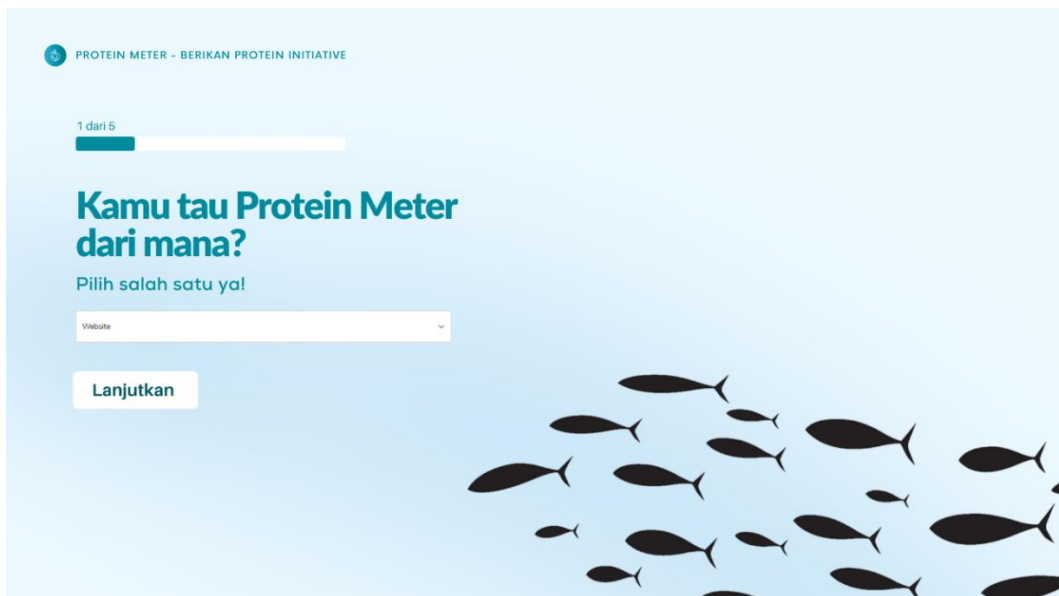 PROTEIN METER - BERIKAN PROTEIN INITIATIVE
1 dari 5
Kamu tau Protein Meter
dari mana?
Pilih salah satu ya!
Website
Lanjutkan